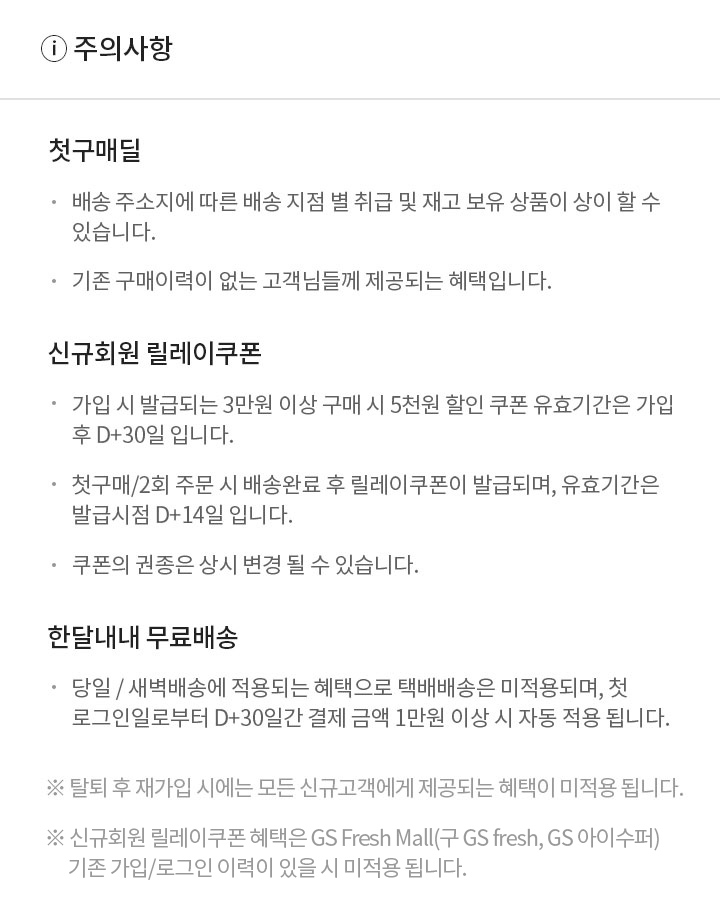 ⓘ 주의사항
첫구매딜
· 배송 주소지에 따른 배송 지점 별 취급 및 재고 보유 상품이 상이 할 수
있습니다.
· 기존 구매이력이 없는 고객님들께 제공되는 혜택입니다.
신규회원 릴레이쿠폰
· 가입 시 발급되는 3만원 이상 구매 시 5천원 할인 쿠폰 유효기간은 가입
후 D+30일 입니다.
· 첫구매/2회 주문 시 배송완료 후 릴레이쿠폰이 발급되며, 유효기간은
발급시점 D+14일 입니다.
· 쿠폰의 권종은 상시 변경 될 수 있습니다.
한달내내 무료배송
· 당일 / 새벽배송에 적용되는 혜택으로 택배배송은 미적용되며, 첫
로그인일로부터 D+30일간 결제 금액 1만원 이상 시 자동 적용 됩니다.
※ 탈퇴 후 재가입 시에는 모든 신규고객에게 제공되는 혜택이 미적용 됩니다.
※ 신규회원 릴레이쿠폰 혜택은 GS Fresh Mall(구 GS fresh, GS 아이수퍼)
기존 가입/로그인 이력이 있을 시 미적용 됩니다.